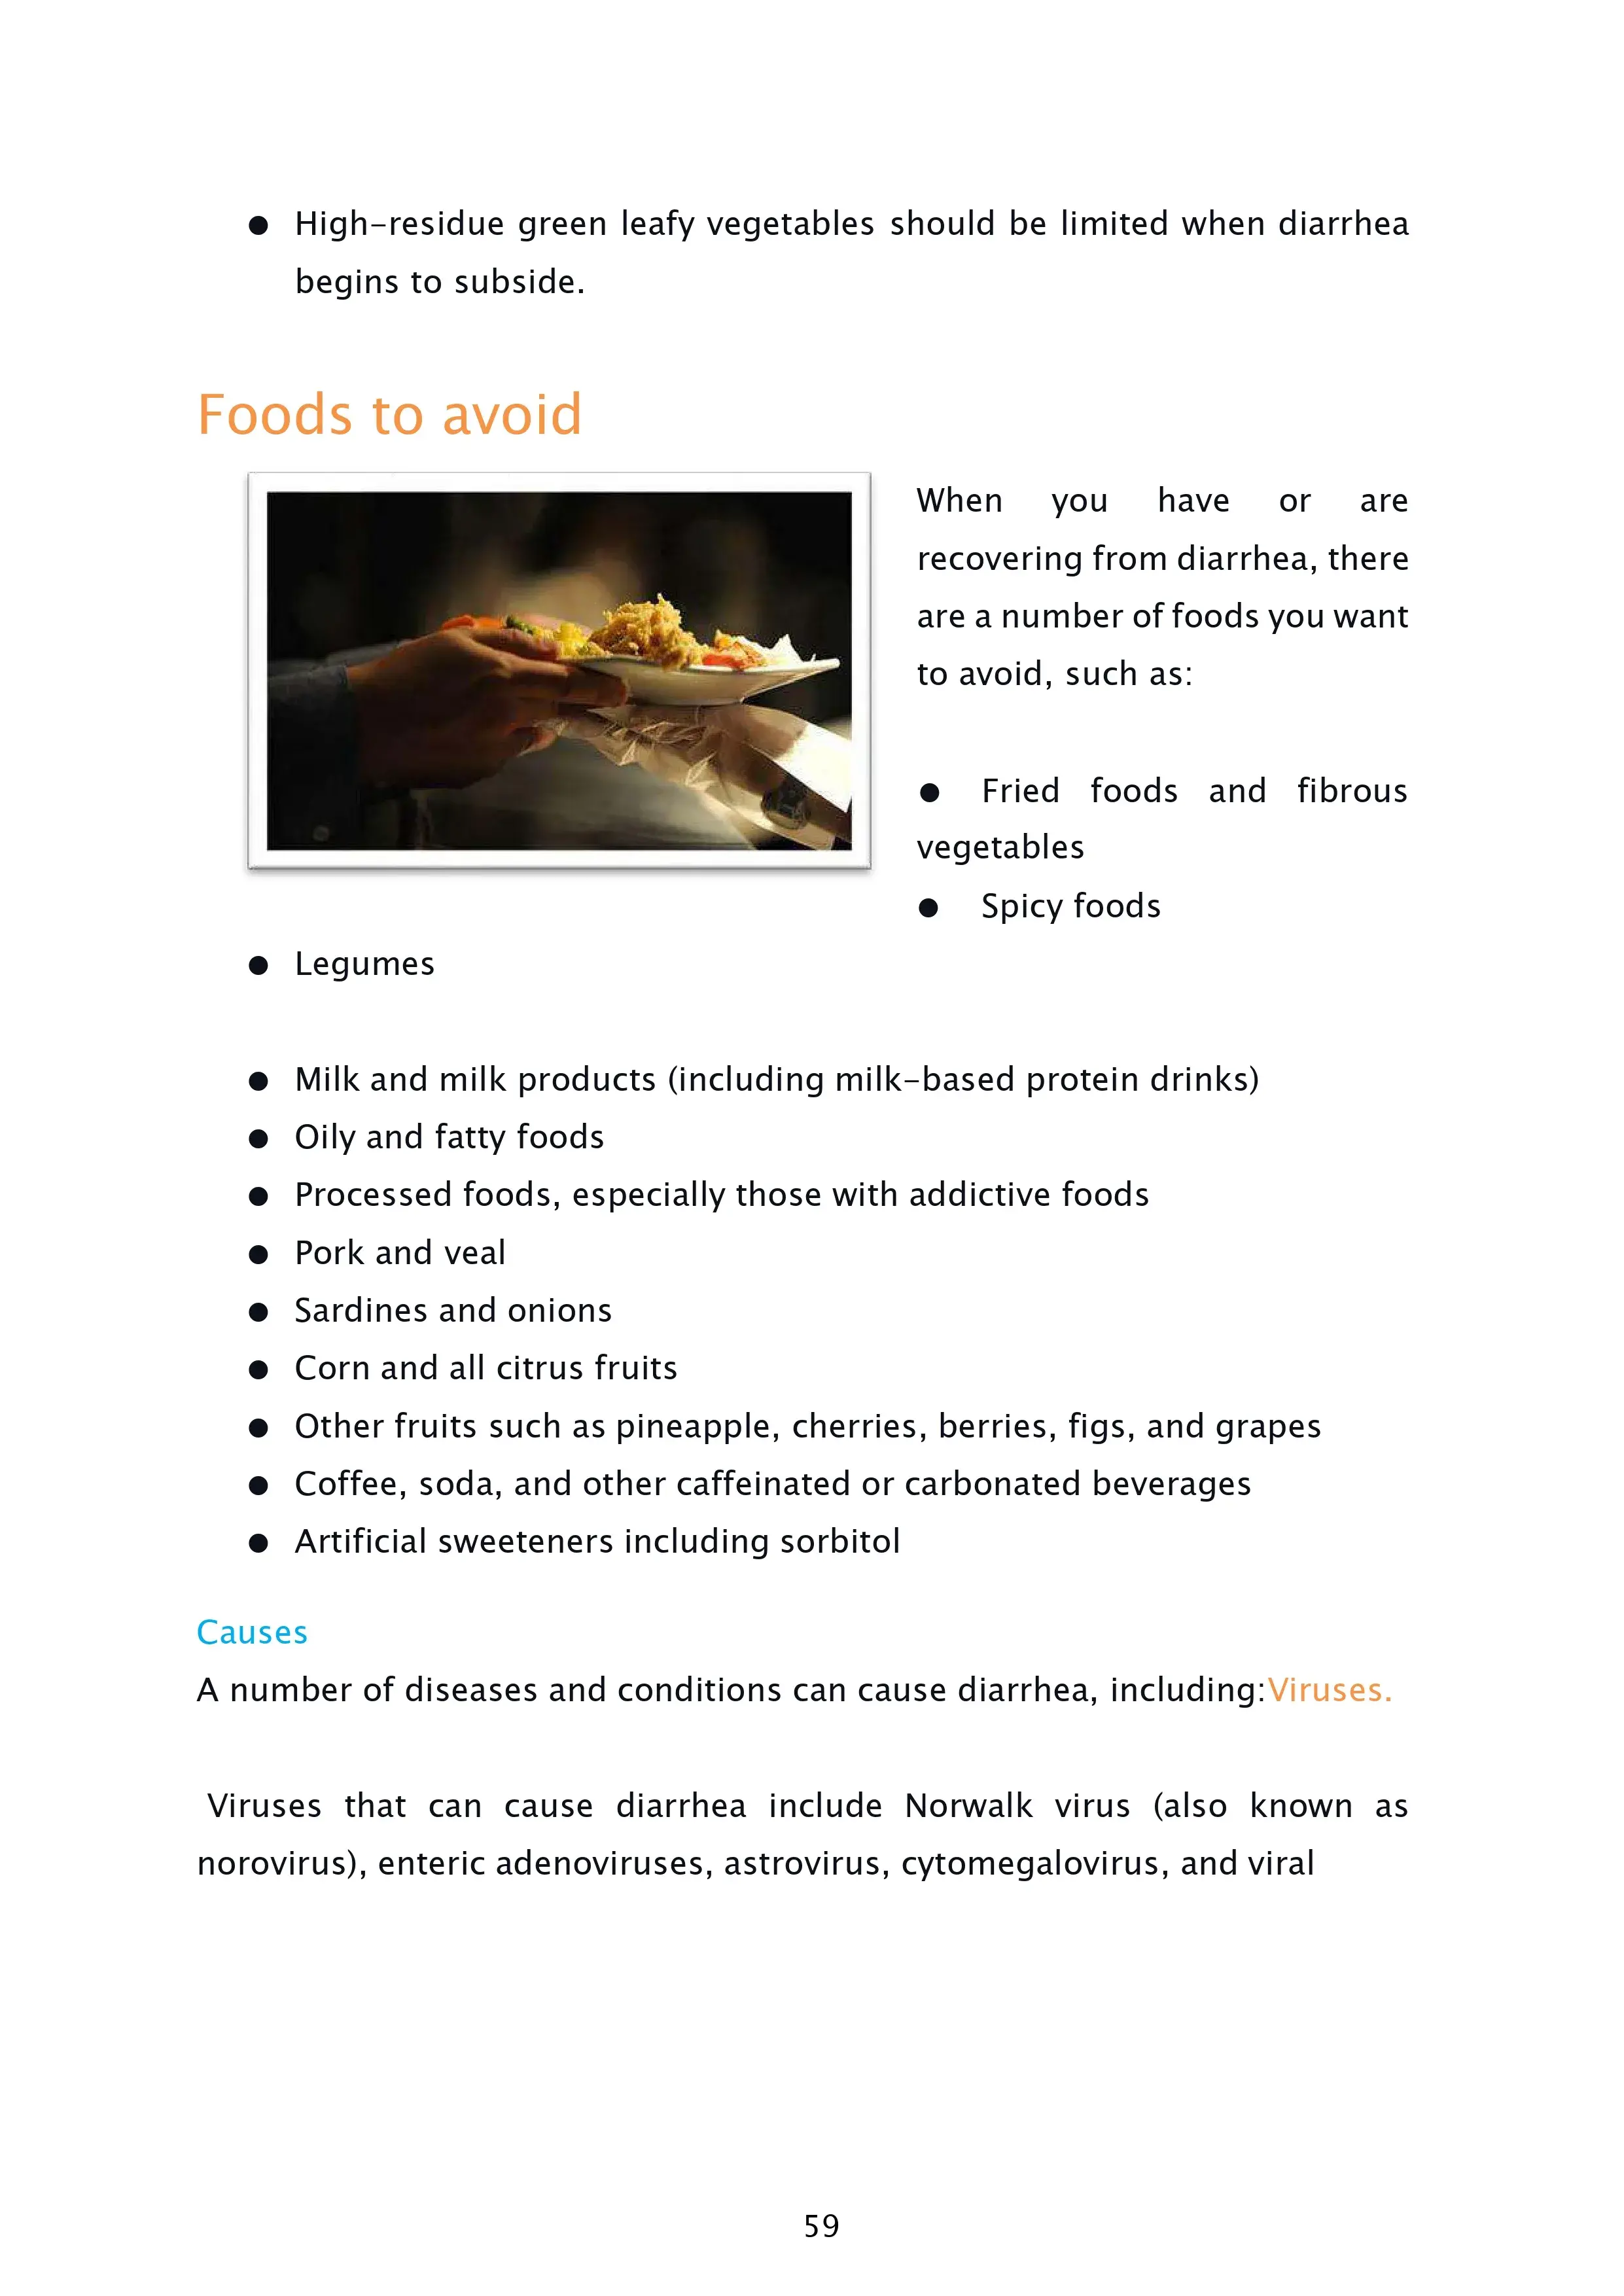 ● High-residue green leafy vegetables should be limited when diarrhea
begins to subside.
Foods to avoid
When you have or are
recovering from diarrhea, there
are a number of foods you want
to avoid, such as:
● Fried foods and fibrous
vegetables
● Spicy foods
● Legumes
● Milk and milk products (including milk-based protein drinks)
● Oily and fatty foods
● Processed foods, especially those with addictive foods
● Pork and veal
● Sardines and onions
● Corn and all citrus fruits
● Other fruits such as pineapple, cherries, berries, figs, and grapes
● Coffee, soda, and other caffeinated or carbonated beverages
● Artificial sweeteners including sorbitol
Causes
A number of diseases and conditions can cause diarrhea, including:Viruses.
Viruses that can cause diarrhea include Norwalk virus (also known as
norovirus), enteric adenoviruses, astrovirus, cytomegalovirus, and viral
59